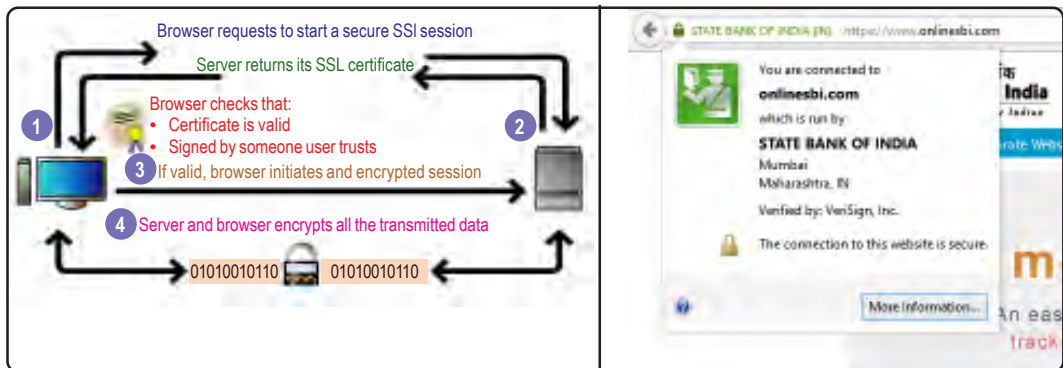 Browser requests to start a secure SSl session
Server returns its SSL certificate
Browser checks that:
• Certificate is valid
• Signed by someone user trusts
1
2
3 If valid, browser initiates and encrypted session
4 Server and browser encrypts all the transmitted data
01010010110 01010010110
STATE BANK OF INDIA (IN) https://www.onlinesbi.com
You are connected to
onlinesbi.com
which is run by
STATE BANK OF INDIA
Mumbai
Maharashtra, IN
Verified by: VeriSign, Inc.
The connection to this website is secure.
More Information...
India
m
An eas
track